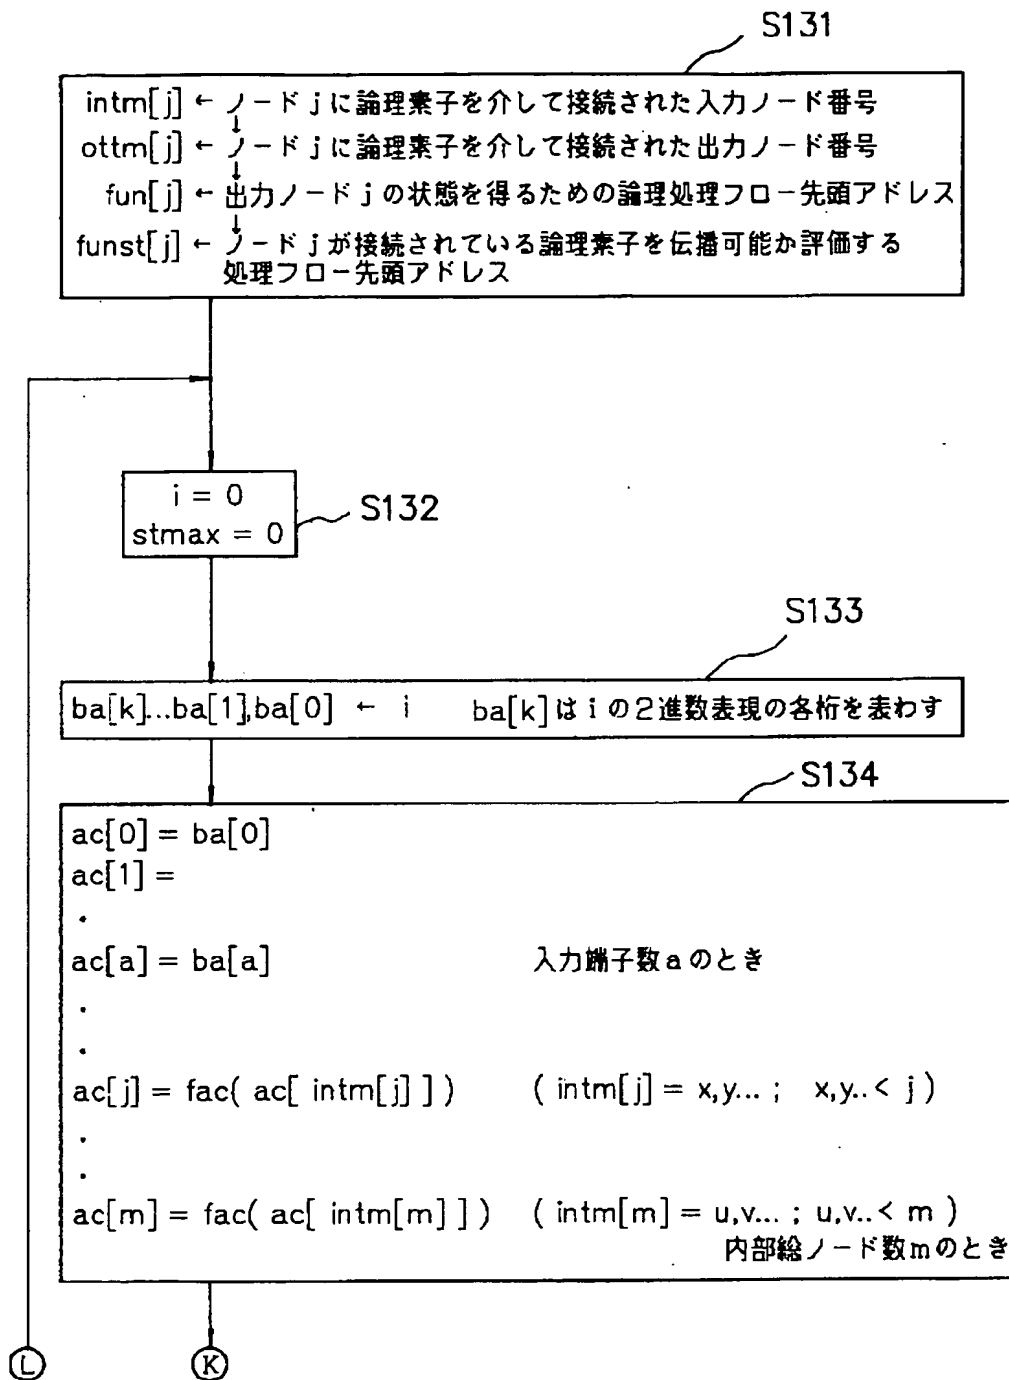 S131
intm[j] ← ノードjに論理素子を介して接続された入力ノード番号
↓
ottm[j] ← ノードjに論理素子を介して接続された出力ノード番号
↓
fun[j] ← 出力ノードjの状態を得るための論理処理フロー先頭アドレス
↓
funst[j] ← ノードjが接続されている論理素子を伝播可能か評価する
処理フロー先頭アドレス
i = 0
stmax = 0
S132
S133
ba[k]...ba[1],ba[0] ← i ba[k]はiの2進数表現の各桁を表わす
S134
ac[0] = ba[0]
ac[1] =
.
ac[a] = ba[a] 入力端子数aのとき
.
.
ac[j] = fac( ac[ intm[j] ] ) ( intm[j] = x,y... ; x,y..< j )
.
.
ac[m] = fac( ac[ intm[m] ] ) ( intm[m] = u,v... ; u,v..< m )
内部総ノード数mのとき
L
K